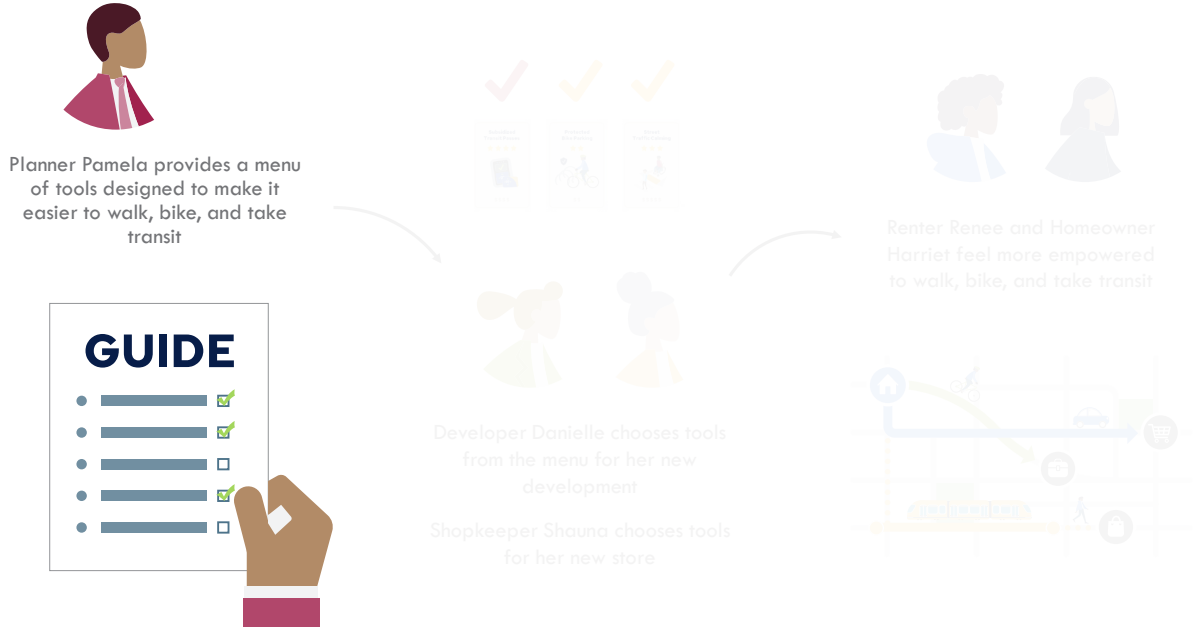 Planner Pamela provides a menu
of tools designed to make it
easier to walk, bike, and take
transit
GUIDE
Developer Danielle chooses tools
from the menu for her new
development
Shopkeeper Shauna chooses tools
for her new store
Renter Renee and Homeowner
Harriet feel more empowered
to walk, bike, and take transit